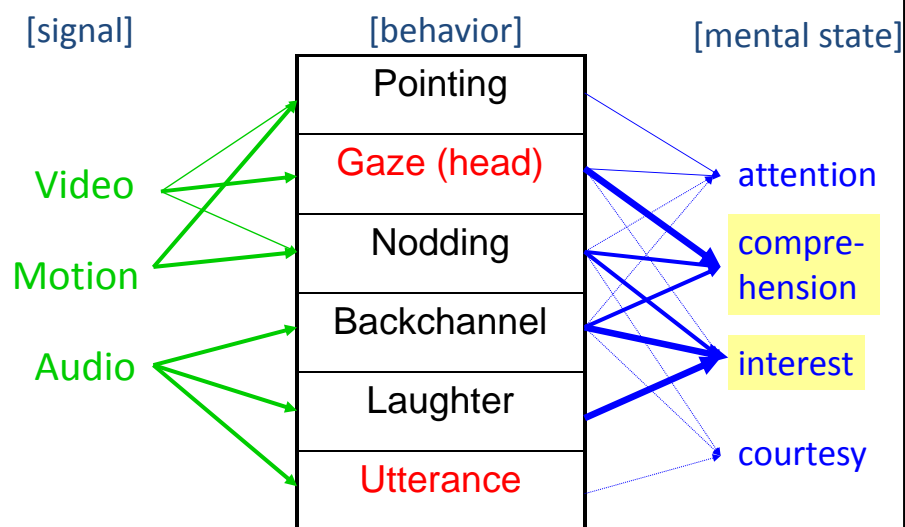 [signal]
[behavior]
[mental state]
Video
Motion
Audio
Pointing
Gaze (head)
Nodding
Backchannel
Laughter
Utterance
attention
compre-
hension
interest
courtesy